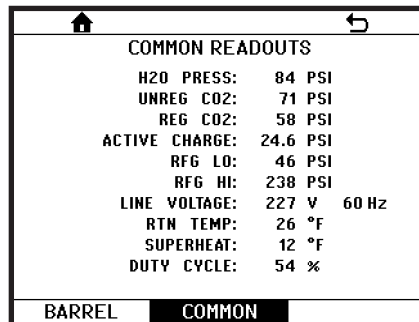 COMMON READOUTS
H2O PRESS: 84 PSI
UNREG CO2: 71 PSI
REG CO2: 58 PSI
ACTIVE CHARGE: 24.6 PSI
RFG LO: 46 PSI
RFG HI: 238 PSI
LINE VOLTAGE: 227 V 60 Hz
RTN TEMP: 26 °F
SUPERHEAT: 12 °F
DUTY CYCLE: 54 %
BARREL COMMON